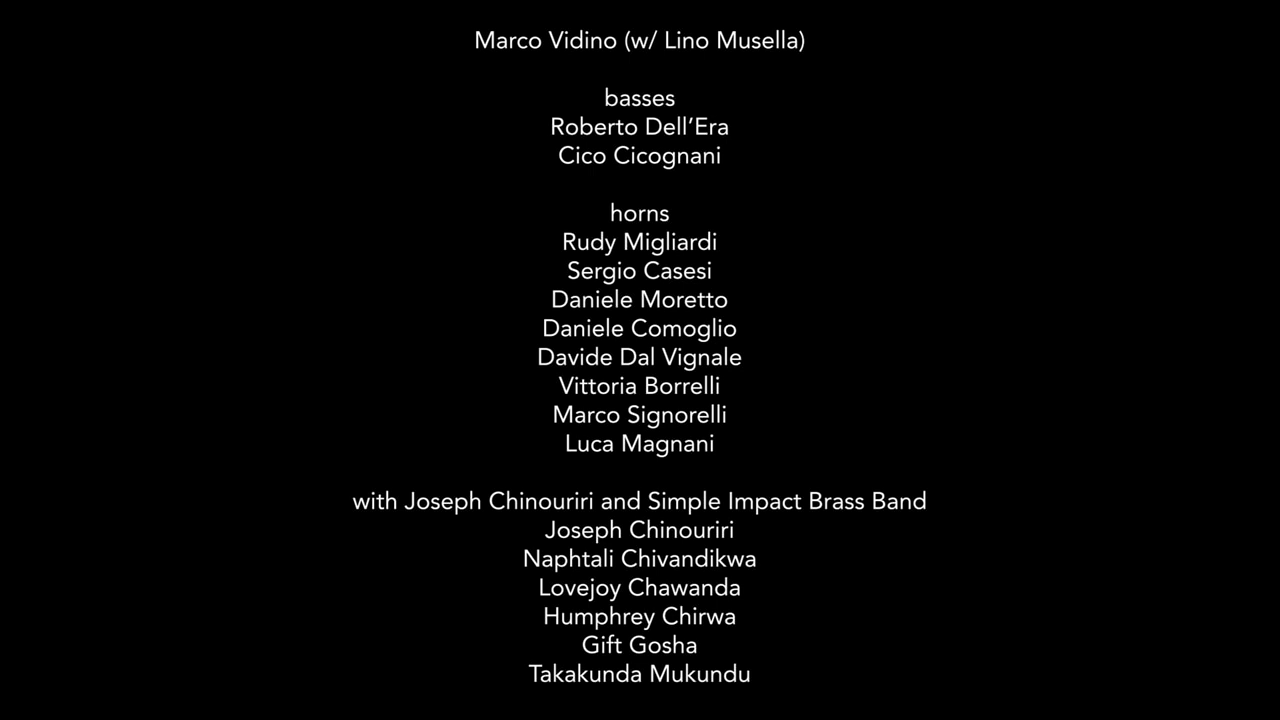 Marco Vidino (w/ Lino Musella)
basses
Roberto Dell’Era
Cico Cicognani
horns
Rudy Migliardi
Sergio Casesi
Daniele Moretto
Daniele Comoglio
Davide Dal Vignale
Vittoria Borrelli
Marco Signorelli
Luca Magnani
with Joseph Chinouriri and Simple Impact Brass Band
Joseph Chinouriri
Naphtali Chivandikwa
Lovejoy Chawanda
Humphrey Chirwa
Gift Gosha
Takakunda Mukundu